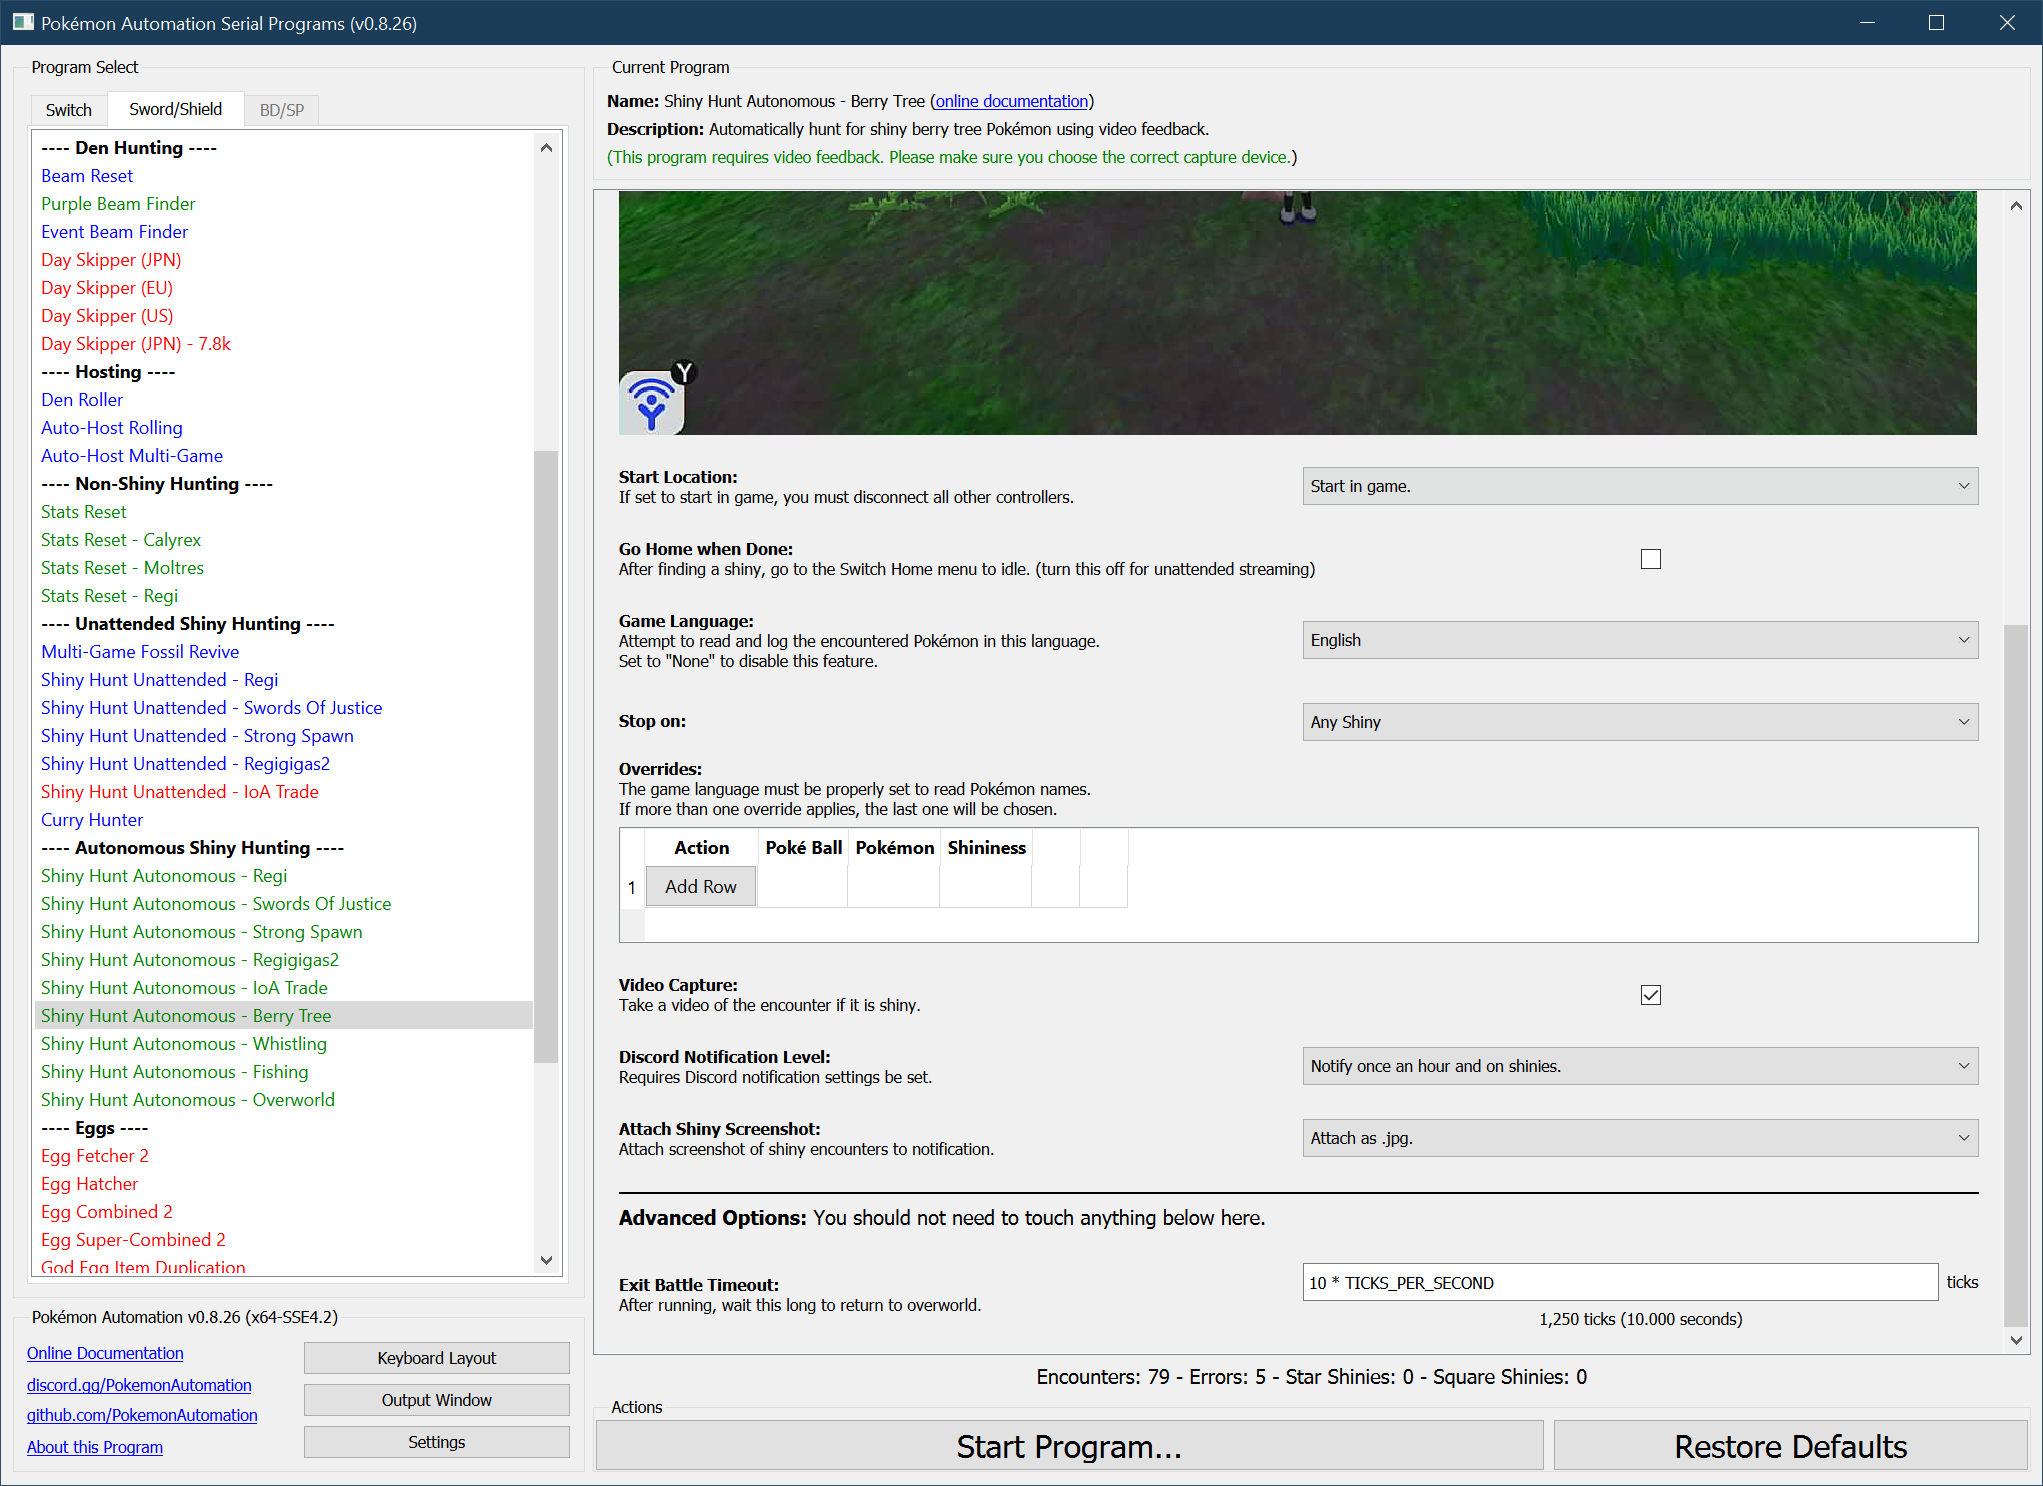 Pokémon Automation Serial Programs (v0.8.26)
Program Select
Switch
Sword/Shield
BD/SP
---- Den Hunting ----
Beam Reset
Purple Beam Finder
Event Beam Finder
Day Skipper (JPN)
Day Skipper (EU)
Day Skipper (US)
Day Skipper (JPN) - 7.8k
---- Hosting ----
Den Roller
Auto-Host Rolling
Auto-Host Multi-Game
---- Non-Shiny Hunting ----
Stats Reset
Stats Reset - Calyrex
Stats Reset - Moltres
Stats Reset - Regi
---- Unattended Shiny Hunting ----
Multi-Game Fossil Revive
Shiny Hunt Unattended - Regi
Shiny Hunt Unattended - Swords Of Justice
Shiny Hunt Unattended - Strong Spawn
Shiny Hunt Unattended - Regigigas2
Shiny Hunt Unattended - IoA Trade
Curry Hunter
---- Autonomous Shiny Hunting ----
Shiny Hunt Autonomous - Regi
Shiny Hunt Autonomous - Swords Of Justice
Shiny Hunt Autonomous - Strong Spawn
Shiny Hunt Autonomous - Regigigas2
Shiny Hunt Autonomous - IoA Trade
Shiny Hunt Autonomous - Berry Tree
Shiny Hunt Autonomous - Whistling
Shiny Hunt Autonomous - Fishing
Shiny Hunt Autonomous - Overworld
---- Eggs ----
Egg Fetcher 2
Egg Hatcher
Egg Combined 2
Egg Super-Combined 2
God Egg Item Duplication
Pokémon Automation v0.8.26 (x64-SSE4.2)
Online Documentation
discord.gg/PokemonAutomation
github.com/PokemonAutomation
About this Program
Keyboard Layout
Output Window
Settings
Current Program
Name: Shiny Hunt Autonomous - Berry Tree (online documentation)
Description: Automatically hunt for shiny berry tree Pokémon using video feedback.
(This program requires video feedback. Please make sure you choose the correct capture device.)
Y
Start Location:
If set to start in game, you must disconnect all other controllers.
Start in game.
Go Home when Done:
After finding a shiny, go to the Switch Home menu to idle. (turn this off for unattended streaming)
Game Language:
Attempt to read and log the encountered Pokémon in this language.
Set to "None" to disable this feature.
English
Stop on:
Any Shiny
Overrides:
The game language must be properly set to read Pokémon names.
If more than one override applies, the last one will be chosen.
Action Poké Ball Pokémon Shininess
1 Add Row
Video Capture:
Take a video of the encounter if it is shiny.
Discord Notification Level:
Requires Discord notification settings be set.
Notify once an hour and on shinies.
Attach Shiny Screenshot:
Attach screenshot of shiny encounters to notification.
Attach as .jpg.
Advanced Options: You should not need to touch anything below here.
Exit Battle Timeout:
After running, wait this long to return to overworld.
10 * TICKS_PER_SECOND
ticks
1,250 ticks (10.000 seconds)
Encounters: 79 - Errors: 5 - Star Shinies: 0 - Square Shinies: 0
Actions
Start Program...
Restore Defaults